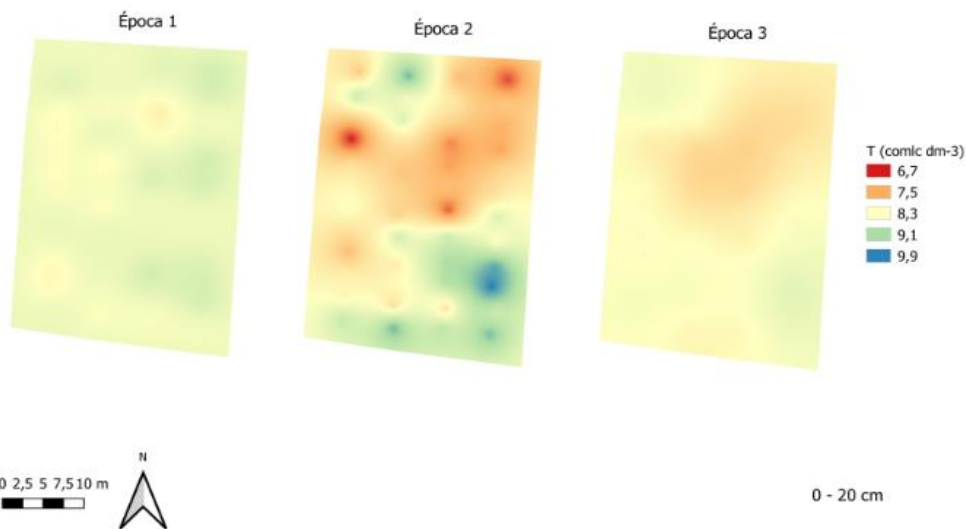 Época 1
Época 2
Época 3
T (comlc dm-3)
6,7
7,5
8,3
9,1
9,9
N
0 2,5 5 7,5 10 m
0 - 20 cm